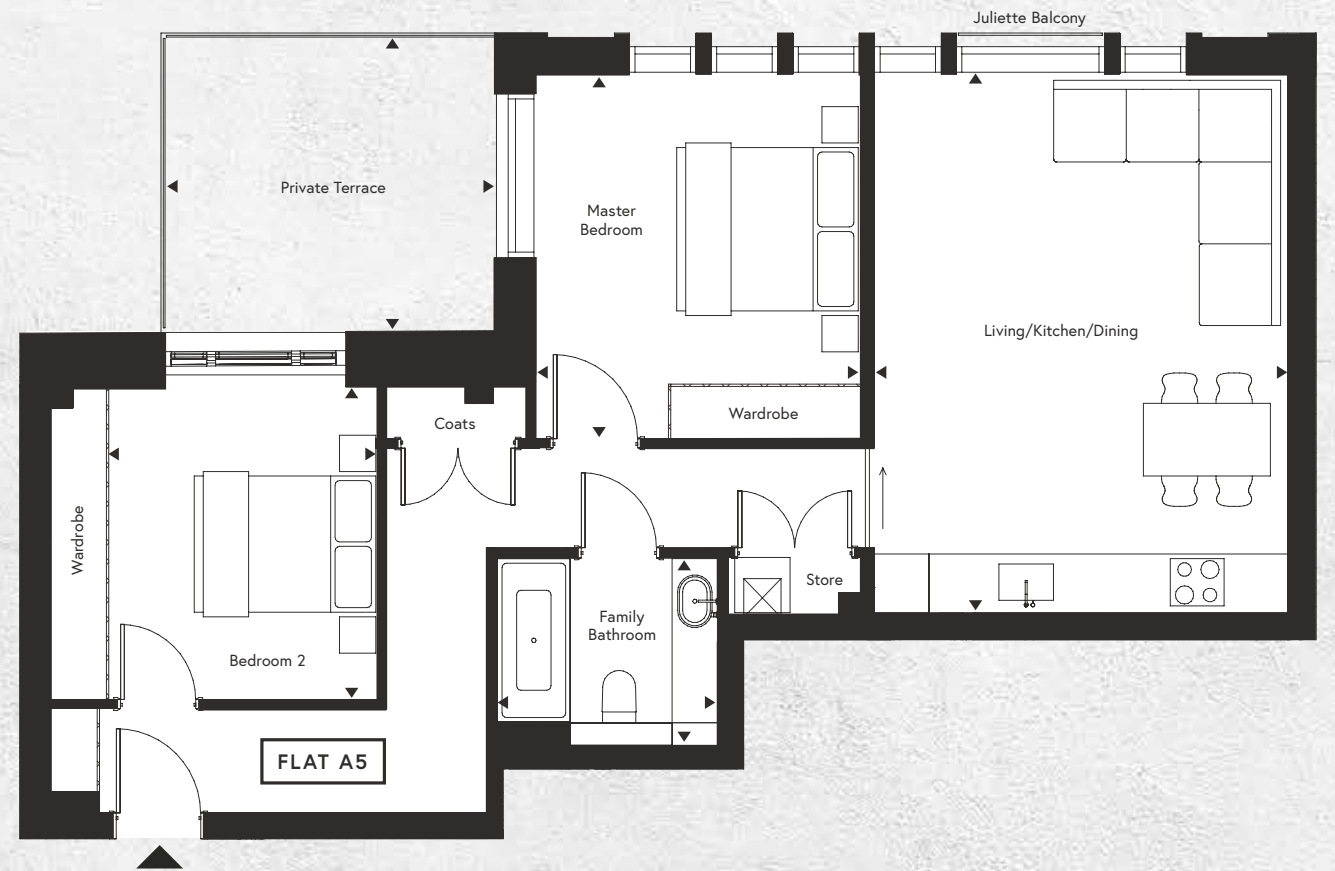 Juliette Balcony
Private Terrace
Master
Bedroom
Living/Kitchen/Dining
Wardrobe
Coats
Wardrobe
Store
Family
Bathroom
Bedroom 2
FLAT A5